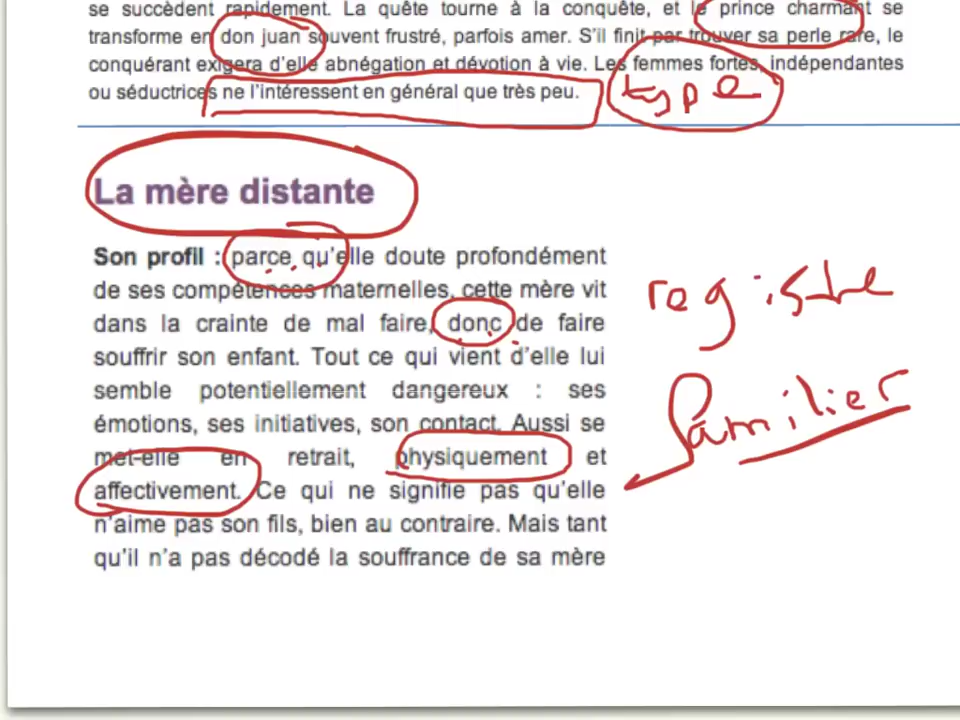 se succèdent rapidement. La quête tourne à la conquête, et le prince charmant se
transforme en don juan souvent frustré, parfois amer. S'il finit par trouver sa perle rare, le
conquérant exigera d'elle abnégation et dévotion à vie. Les femmes fortes, indépendantes
ou séductrices ne l'intéressent en général que très peu.
type
La mère distante
Son profil : parce qu'elle doute profondément
de ses compétences maternelles, cette mère vit
dans la crainte de mal faire, donc de faire
souffrir son enfant. Tout ce qui vient d'elle lui
semble potentiellement dangereux : ses
émotions, ses initiatives, son contact. Aussi se
met-elle en retrait, physiquement et
affectivement. Ce qui ne signifie pas qu'elle
n'aime pas son fils, bien au contraire. Mais tant
qu'il n'a pas décodé la souffrance de sa mère
registre
familier